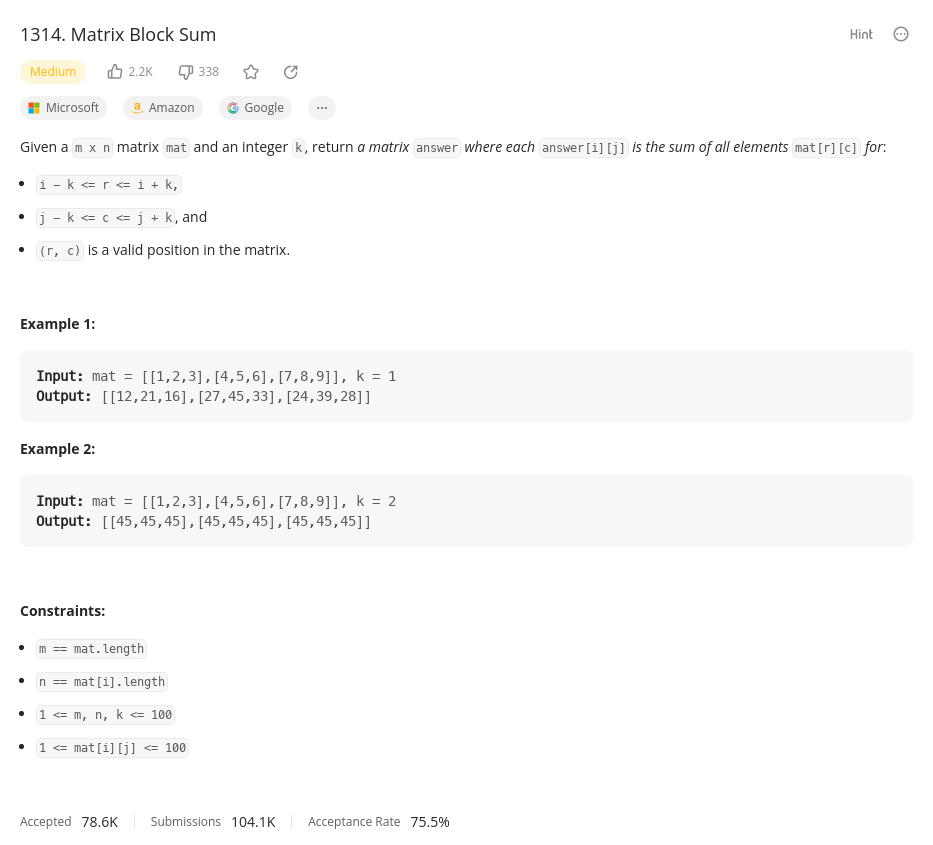 1314. Matrix Block Sum
Hint
Medium 2.2K 338
Microsoft Amazon Google ...
Given a m x n matrix mat and an integer k, return a matrix answer where each answer[i][j] is the sum of all elements mat[r][c] for:
i - k <= r <= i + k,
j - k <= c <= j + k, and
(r, c) is a valid position in the matrix.
Example 1:
Input: mat = [[1,2,3],[4,5,6],[7,8,9]], k = 1
Output: [[12,21,16],[27,45,33],[24,39,28]]
Example 2:
Input: mat = [[1,2,3],[4,5,6],[7,8,9]], k = 2
Output: [[45,45,45],[45,45,45],[45,45,45]]
Constraints:
m == mat.length
n == mat[i].length
1 <= m, n, k <= 100
1 <= mat[i][j] <= 100
Accepted 78.6K Submissions 104.1K Acceptance Rate 75.5%